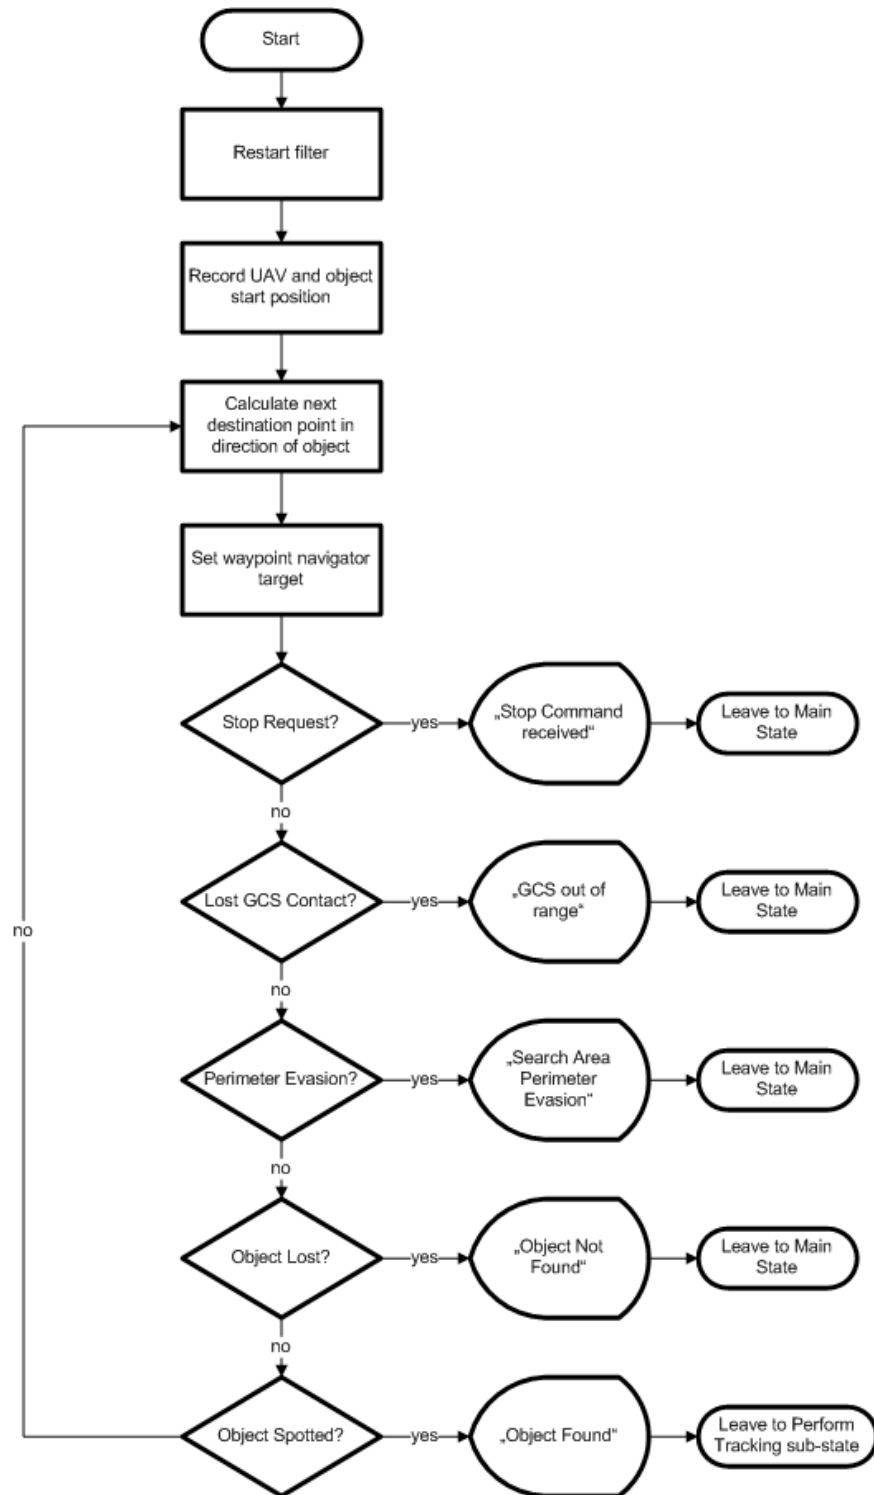 Start
Restart filter
Record UAV and object
start position
Calculate next
destination point in
direction of object
Set waypoint navigator
target
Stop Request?
yes
„Stop Command
received“
Leave to Main
State
no
Lost GCS Contact?
yes
„GCS out of
range“
Leave to Main
State
no
no
Perimeter Evasion?
yes
„Search Area
Perimeter
Evasion“
Leave to Main
State
no
Object Lost?
yes
„Object Not
Found“
Leave to Main
State
no
Object Spotted?
yes
„Object Found“
Leave to Perform
Tracking sub-state